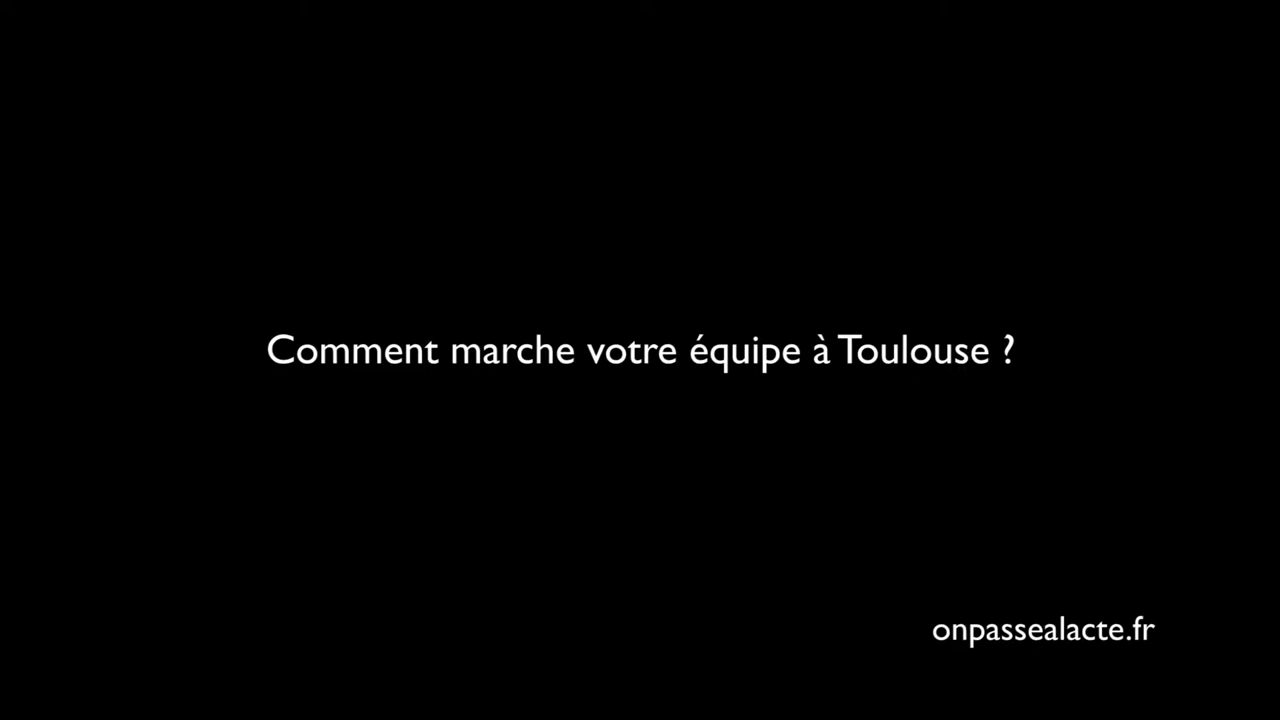 Comment marche votre équipe à Toulouse ?
onpassealacte.fr